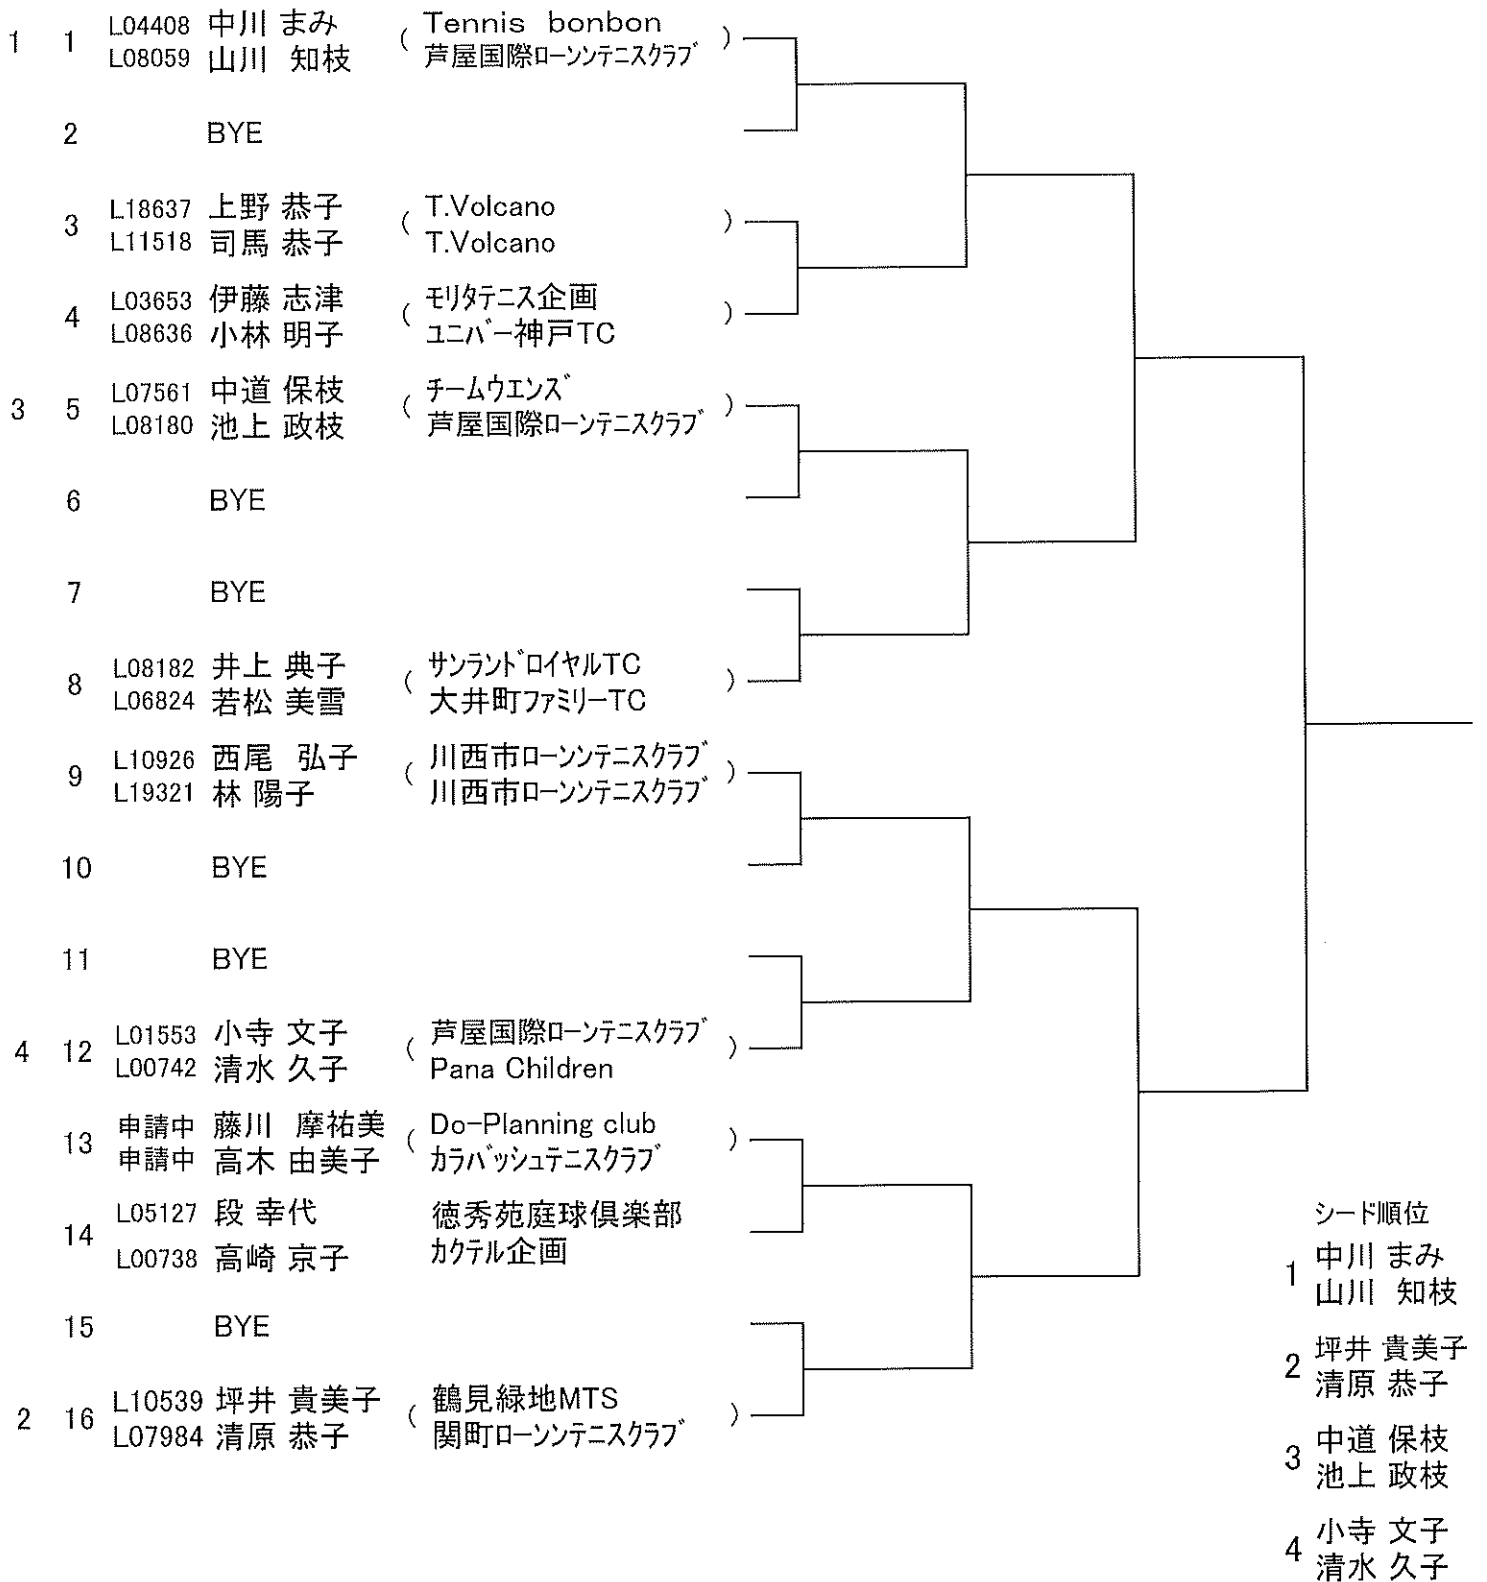 1 1 L04408 中川 まみ ( Tennis bonbon )
L08059 山川 知枝 芦屋国際ローンンテニスクラブ
2 BYE
3 L18637 上野 恭子 ( T.Volcano )
L11518 司馬 恭子 T.Volcano
4 L03653 伊藤 志津 ( モリタテニス企画 )
L08636 小林 明子 ユニバー神戸TC
3 5 L07561 中道 保枝 ( チームウエンズ )
L08180 池上 政枝 芦屋国際ローンテニスクラブ
6 BYE
7 BYE
8 L08182 井上 典子 ( サンランドロイヤルTC )
L06824 若松 美雪 大井町ファミリーTC
9 L10926 西尾 弘子 ( 川西市ローンンテニスクラブ )
L19321 林 陽子 川西市ローンンテニスクラブ
10 BYE
11 BYE
4 12 L01553 小寺 文子 ( 芦屋国際ローンテニスクラブ )
L00742 清水 久子 Pana Children
13 申請中 藤川 摩祐美 ( Do-Planning club )
申請中 高木 由美子 カラバッシュテニスクラブ
14 L05127 段 幸代 徳秀苑庭球倶楽部
L00738 高崎 京子 カクテル企画
15 BYE
2 16 L10539 坪井 貴美子 ( 鶴見緑地MTS )
L07984 清原 恭子 関町ローンンテニスクラブ
シード順位
1 中川 まみ
山川 知枝
2 坪井 貴美子
清原 恭子
3 中道 保枝
池上 政枝
4 小寺 文子
清水 久子